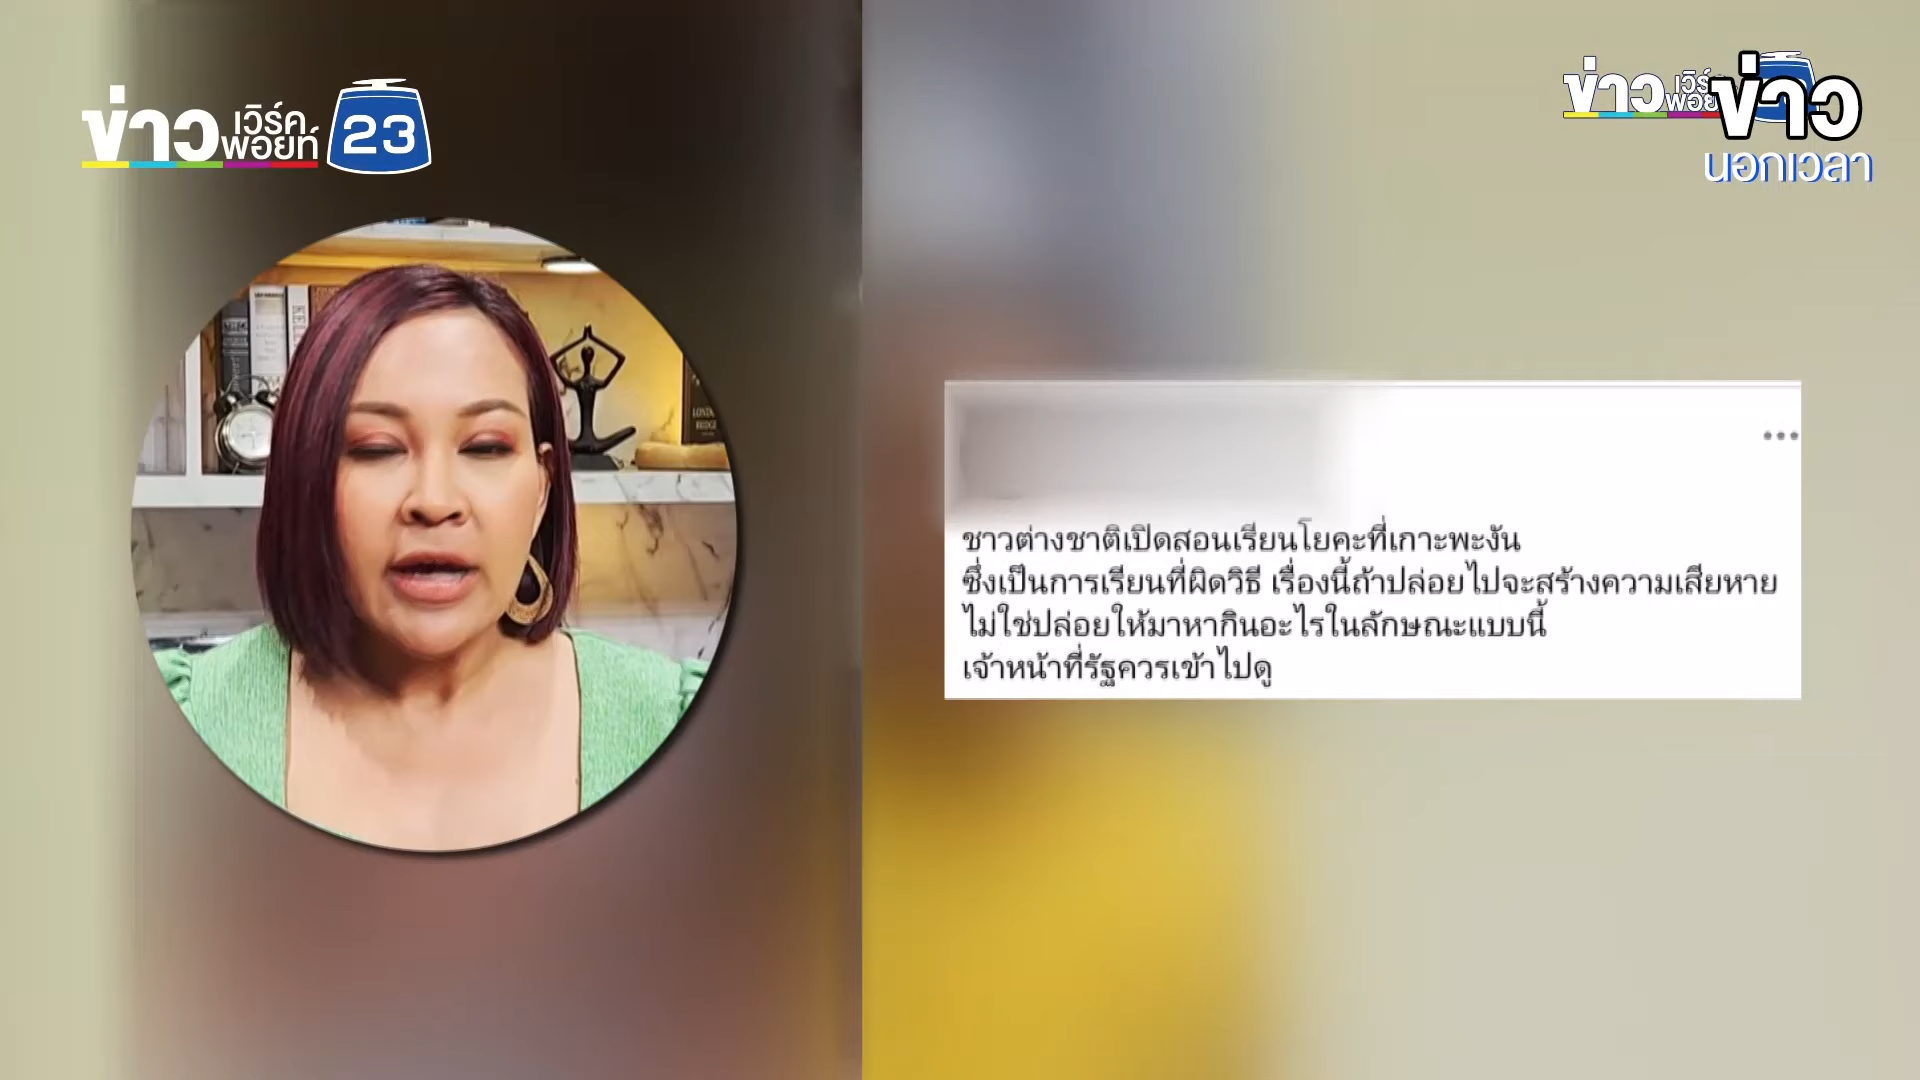 ข่าว เวิร์คพอยท์ 23
ข่าว เวิร์
พอย
ข่าว
นอกเวลา
LONDON
BRIDGE
ชาวต่างชาติเปิดสอนเรียนโยคะที่เกาะพะงัน
ซึ่งเป็นการเรียนที่ผิดวิธี เรื่องนี้ถ้าปล่อยไปจะสร้างความเสียหาย
ไม่ใช่ปล่อยให้มาหากินอะไรในลักษณะแบบนี้
เจ้าหน้าที่รัฐควรเข้าไปดู